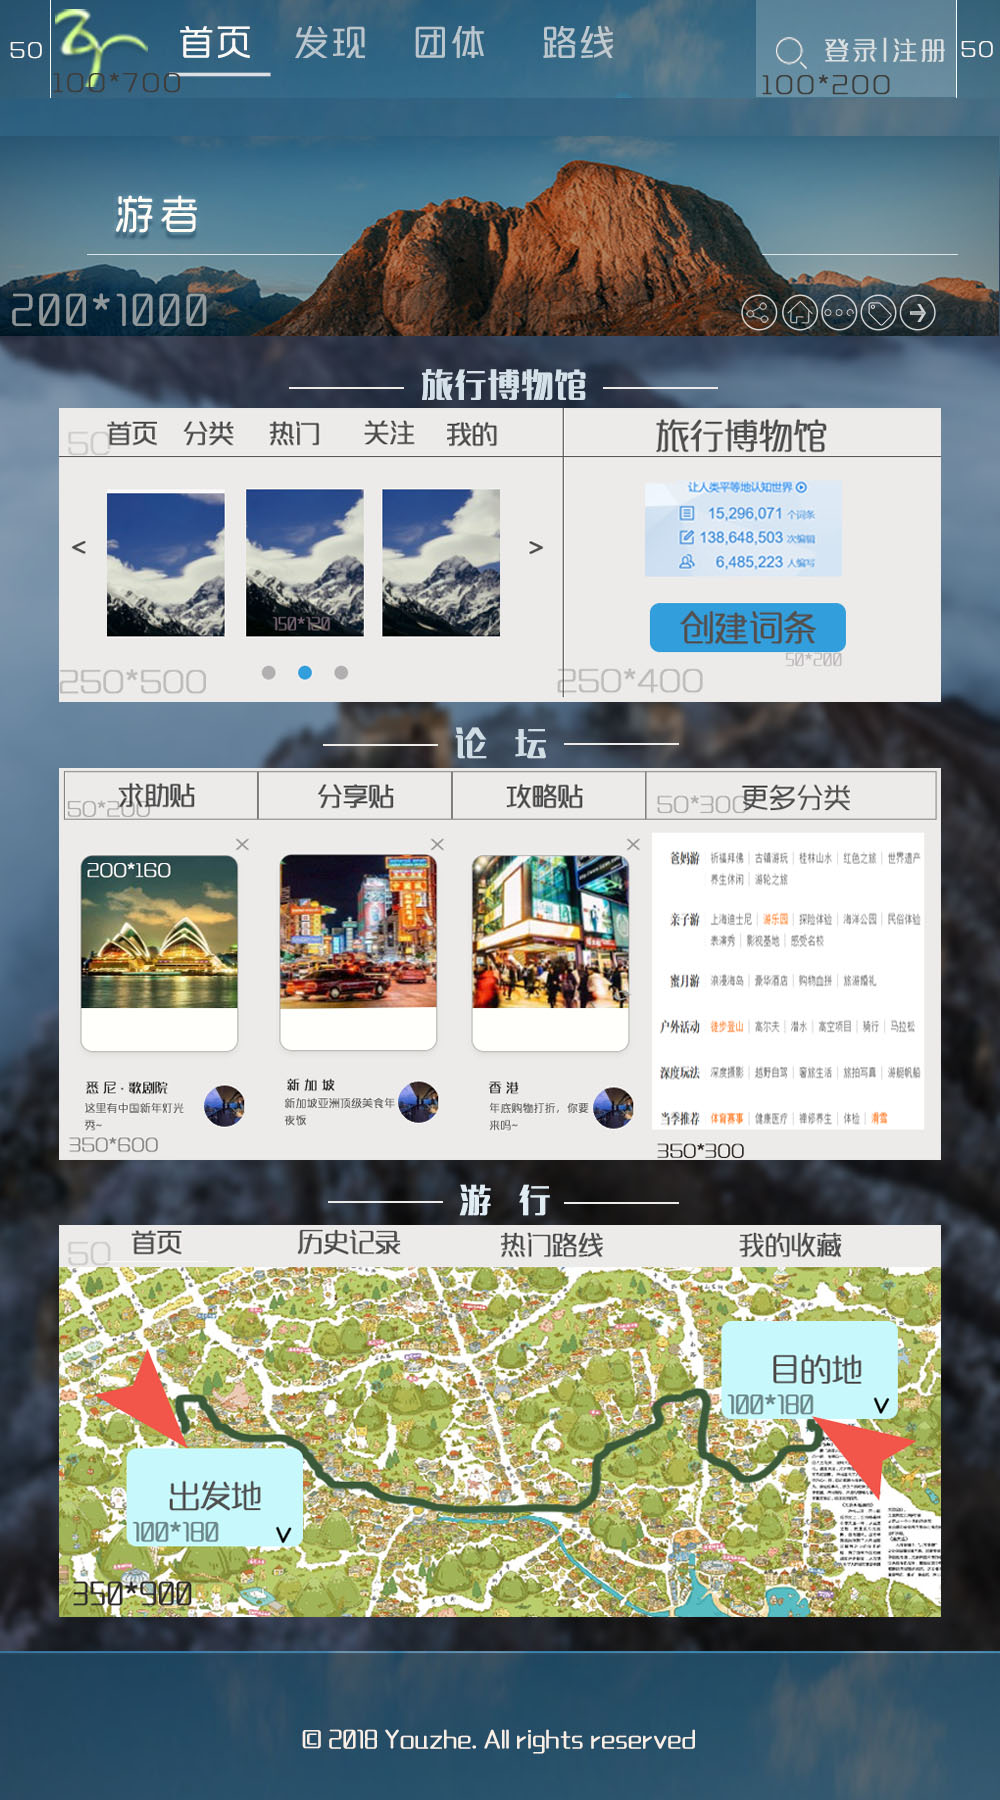 50
首页 发现 团体 路线
登录|注册
50
100*700
100*200
游者
200*1000
旅行博物馆
50
首页 分类 热门 关注 我的
旅行博物馆
让人类平等地认知世界
15,296,071 个词条
138,648,503 次编辑
6,485,223 人编写
< >
150*120
创建词条
50*200
250*500
250*400
论 坛
求助贴 分享贴 攻略贴 更多分类
50*200
50*300
200*160
爸妈游 祈福拜佛 | 古镇游玩 | 桂林山水 | 红色之旅 | 世界遗产
养生休闲 | 游轮之旅
亲子游 上海迪士尼 | 游乐园 | 探险体验 | 海洋公园 | 民俗体验
表演秀 | 影视基地 | 感受名校
蜜月游 浪漫海岛 | 豪华酒店 | 购物血拼 | 旅游婚礼
户外活动 徒步登山 | 高尔夫 | 潜水 | 高空项目 | 骑行 | 马拉松
深度玩法 深度摄影 | 越野自驾 | 奢旅生活 | 旅拍写真 | 游艇帆船
当季推荐 体育赛事 | 健康医疗 | 禅修养生 | 体检 | 滑雪
悉尼·歌剧院
这里有中国新年灯光
秀~
新加坡
新加坡亚洲顶级美食年
夜饭
香港
年底购物打折，你要
来吗~
350*600
350*300
游 行
50
首页 历史记录 热门路线 我的收藏
目的地
100*180
出发地
100*180
350*900
© 2018 Youzhe. All rights reserved